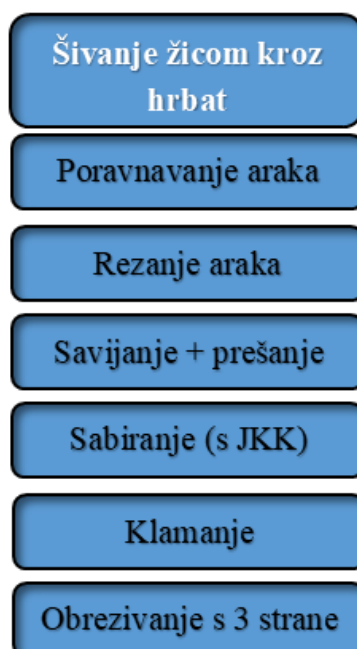 Šivanje žicom kroz
hrbat
Poravnavanje araka
Rezanje araka
Savijanje + prešanje
Sabiranje (s JKK)
Klamanje
Obrezivanje s 3 strane